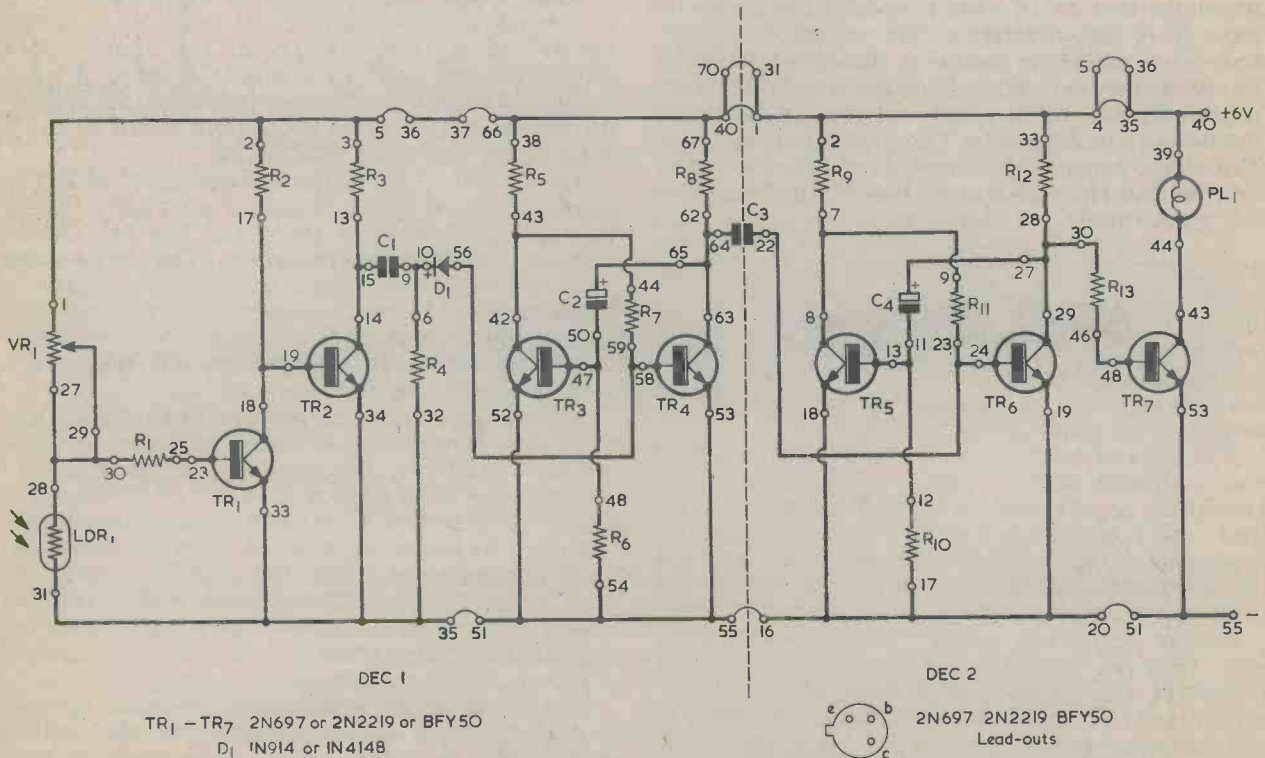 70 31
5 36
5 36 37 66 38 67 40 1 2 33 4 35 40 +6V
2 3
R2 R3 R5 R8 R9 R12 39
17 13 43 62 7 28 PL1
C1 C3 30
15 9 10 D1 56 65 64 22 27 44
1 14 6 42 C2 44 9 C4 R13
VR1 50 R7 63 8 R11 29 43
27 19 R4 47 59 58 13 11 23 24 46 48
TR2 TR3 TR4 TR5 TR6 TR7
29 18 34 32 52 53 18 19 53
30 R1 25 23
28 TR1 33 48 12
LDR1 R6 R10
31 54 17
35 51 55 16 20 51 55 -
DEC 1 DEC 2
TR1 - TR7 2N697 or 2N2219 or BFY50
D1 1N914 or 1N4148
e b c
2N697 2N2219 BFY50
Lead-outs